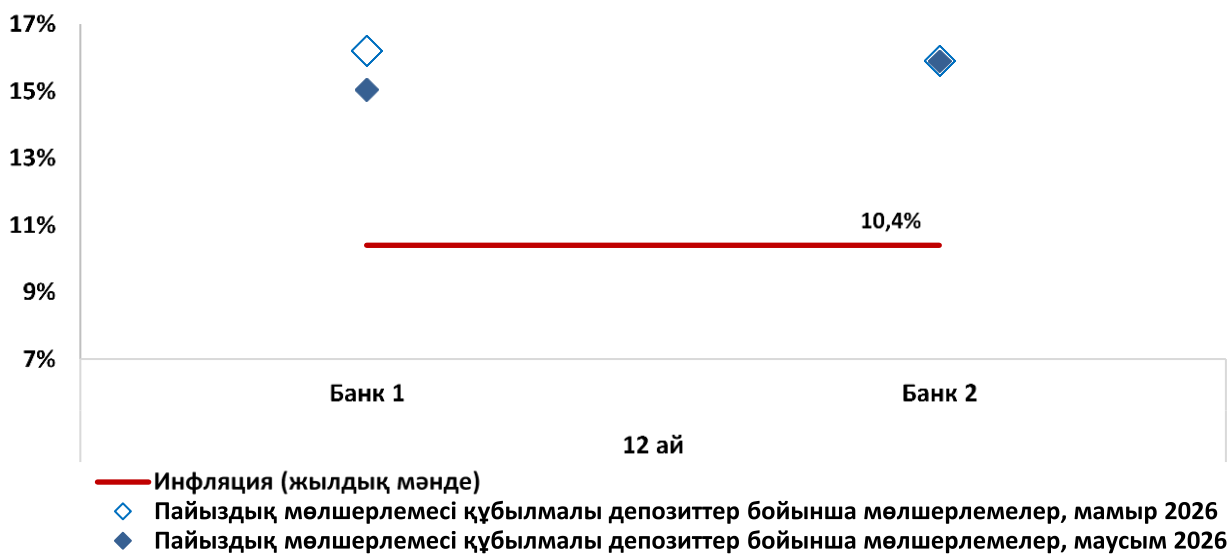 17%
15%
13%
11%
10,4%
9%
7%
Банк 1
Банк 2
12 ай
Инфляция (жылдық мәнде)
Пайыздық мөлшерлемесі құбылмалы депозиттер бойынша мөлшерлемелер, мамыр 2026
Пайыздық мөлшерлемесі құбылмалы депозиттер бойынша мөлшерлемелер, маусым 2026